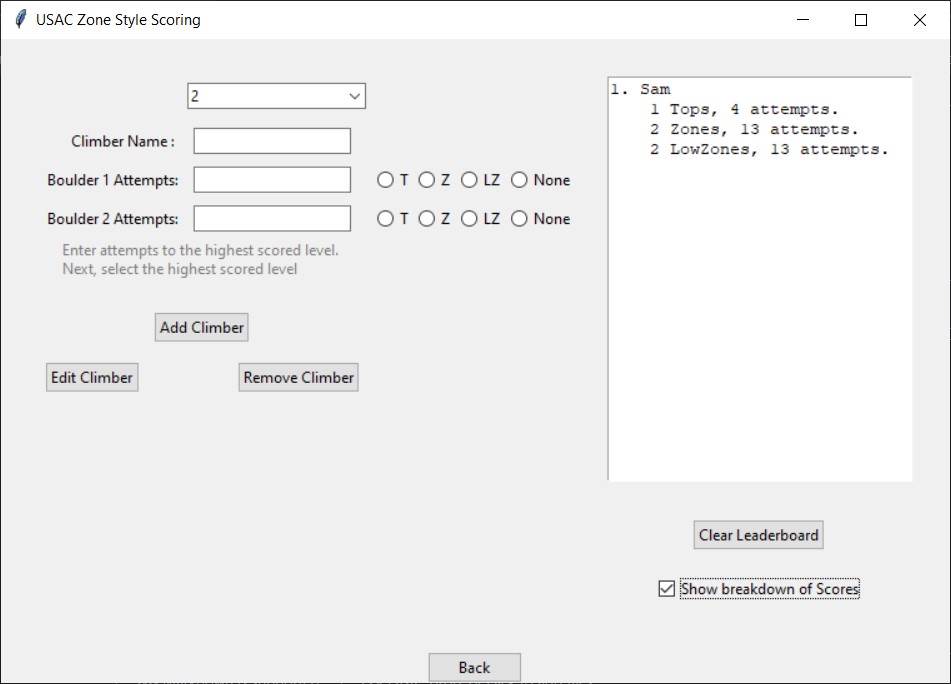 USAC Zone Style Scoring
2
Climber Name :
Boulder 1 Attempts:
T Z LZ None
Boulder 2 Attempts:
T Z LZ None
Enter attempts to the highest scored level.
Next, select the highest scored level
Add Climber
Edit Climber
Remove Climber
1. Sam
1 Tops, 4 attempts.
2 Zones, 13 attempts.
2 LowZones, 13 attempts.
Clear Leaderboard
Show breakdown of Scores
Back